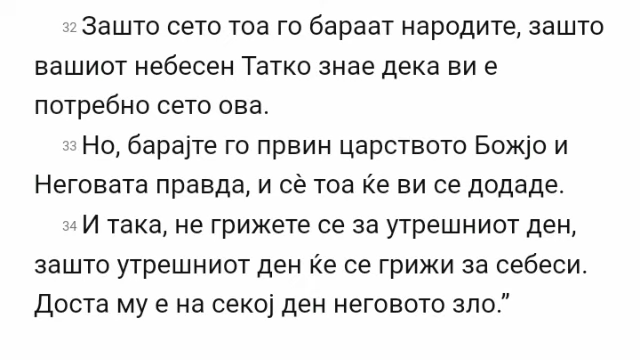 32 Зашто сето тоа го бараат народите, зашто
вашиот небесен Татко знае дека ви е
потребно сето ова.
33 Но, барајте го првин царството Божјо и
Неговата правда, и сѐ тоа ќе ви се додаде.
34 И така, не грижете се за утрешниот ден,
зашто утрешниот ден ќе се грижи за себеси.
Доста му е на секој ден неговото зло.”